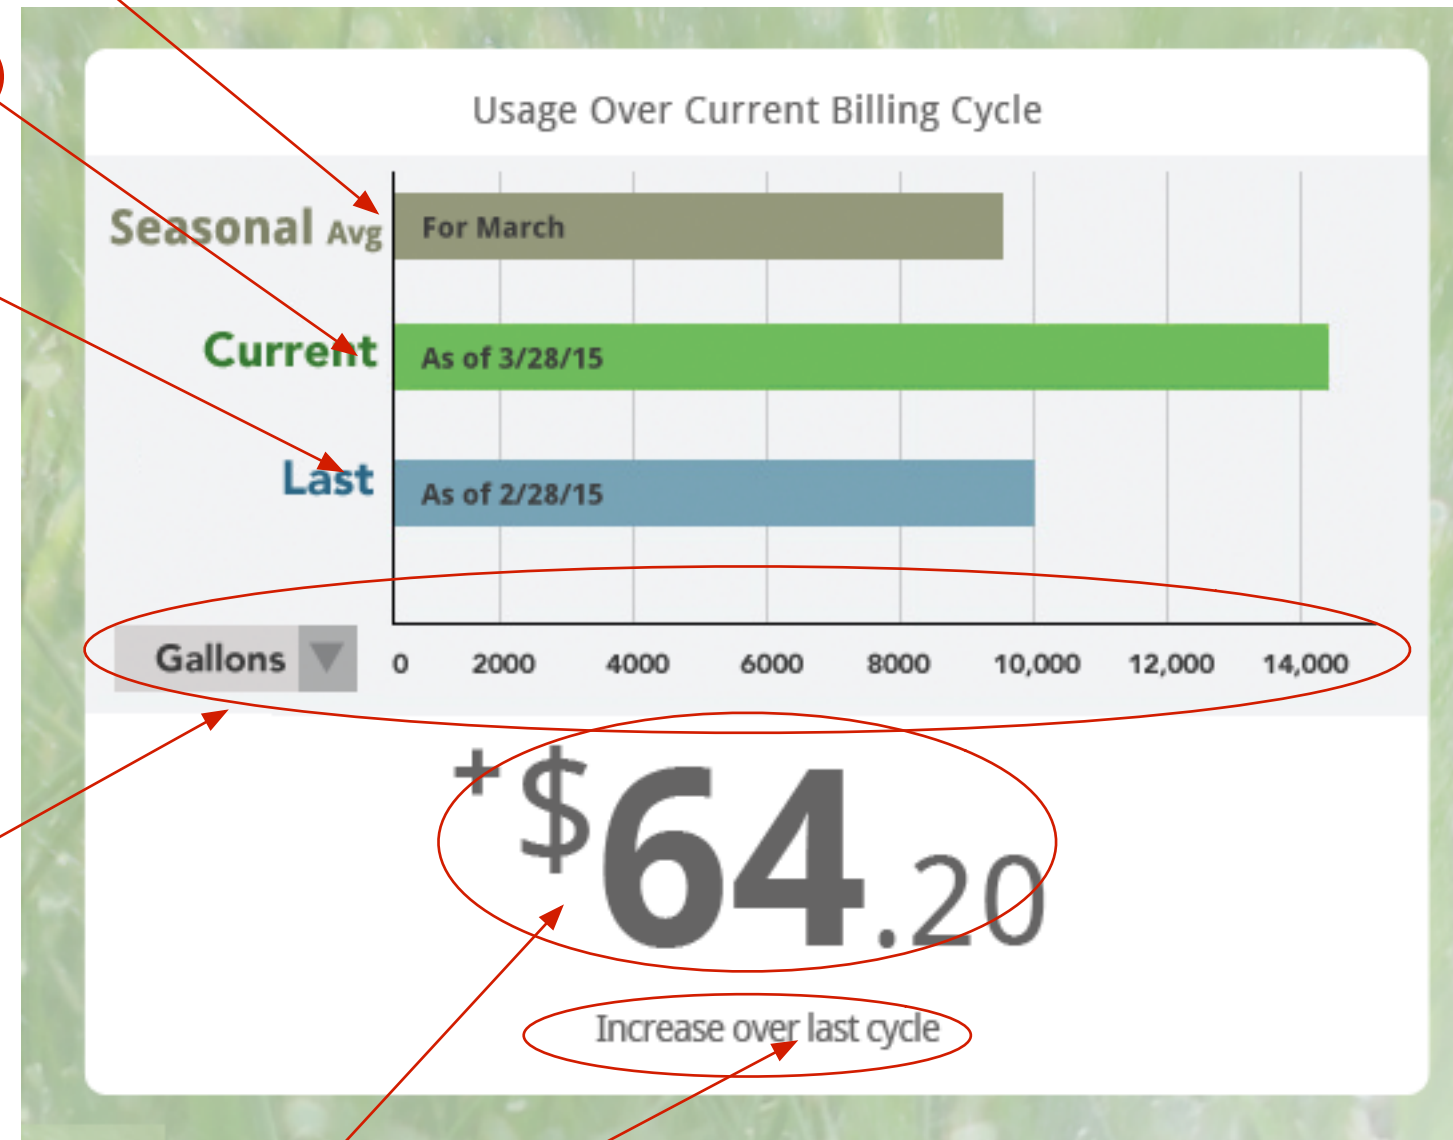 Usage Over Current Billing Cycle
Seasonal Avg For March
Current As of 3/28/15
Last As of 2/28/15
Gallons 0 2000 4000 6000 8000 10,000 12,000 14,000
+$64.20
Increase over last cycle